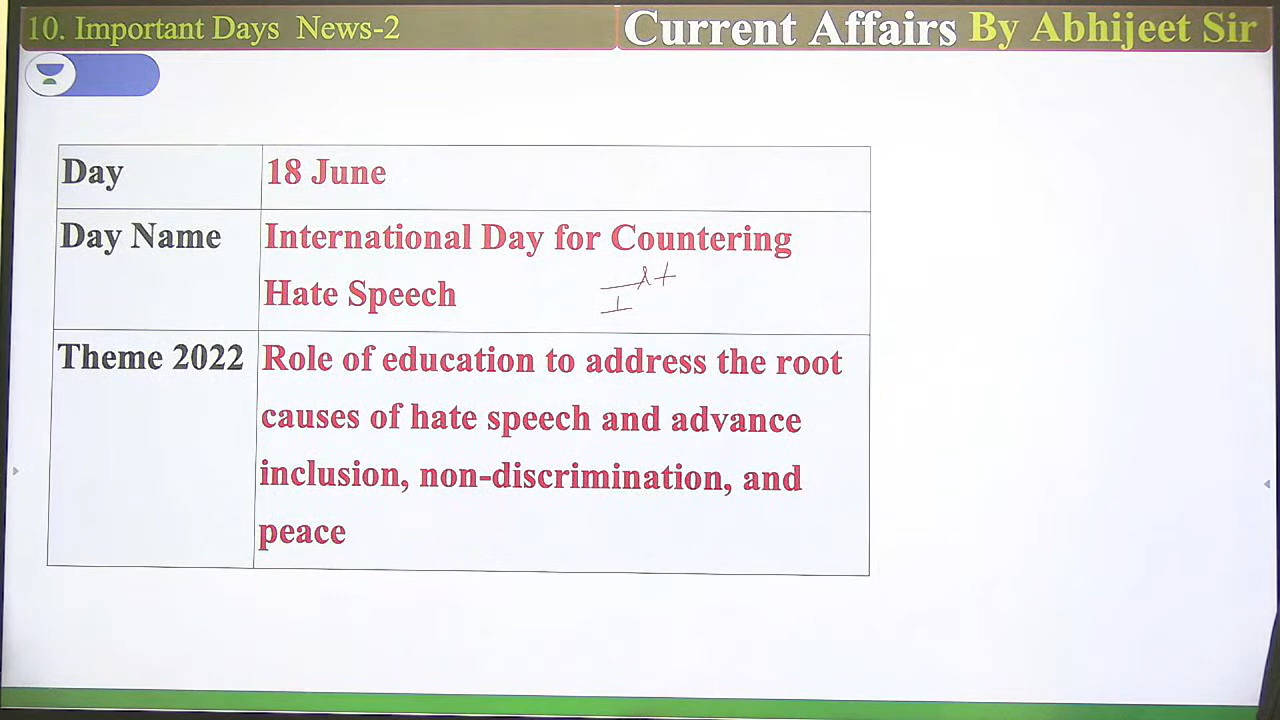 10. Important Days News-2
Current Affairs By Abhijeet Sir
Day 18 June
Day Name International Day for Countering
Hate Speech
Theme 2022 Role of education to address the root
causes of hate speech and advance
inclusion, non-discrimination, and
peace